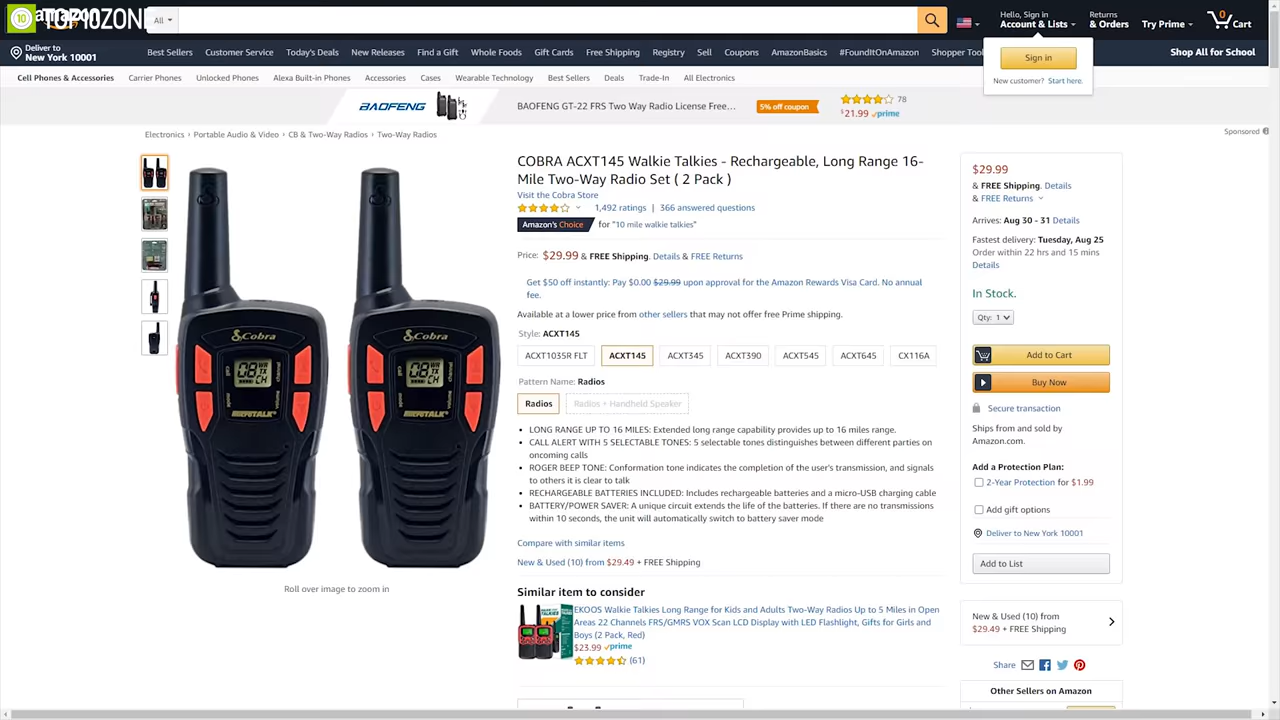 10 TOP10ZONE
All
Hello, Sign in
Account & Lists
Returns
& Orders
Try Prime
0
Cart
Deliver to
New York 10001
Best Sellers Customer Service Today's Deals New Releases Find a Gift Whole Foods Gift Cards Free Shipping Registry Sell Coupons AmazonBasics #FoundItOnAmazon Shopper
Shop All for School
Sign in
New customer? Start here.
Cell Phones & Accessories Carrier Phones Unlocked Phones Alexa Built-in Phones Accessories Cases Wearable Technology Best Sellers Deals Trade-In All Electronics
BAOFENG
BAOFENG GT-22 FRS Two Way Radio License Free…
5% off coupon
78
$21.99 prime
Sponsored
Electronics › Portable Audio & Video › CB & Two-Way Radios › Two-Way Radios
Cobra
08
CH
MICROTALK
Cobra
08
CH
MICROTALK
Roll over image to zoom in
COBRA ACXT145 Walkie Talkies - Rechargeable, Long Range 16-
Mile Two-Way Radio Set ( 2 Pack )
Visit the Cobra Store
1,492 ratings | 366 answered questions
Amazon's Choice for "10 mile walkie talkies"
Price: $29.99 & FREE Shipping. Details & FREE Returns
Get $50 off instantly: Pay $0.00 $29.99 upon approval for the Amazon Rewards Visa Card. No annual
fee.
Available at a lower price from other sellers that may not offer free Prime shipping.
Style: ACXT145
ACXT1035R FLT ACXT145 ACXT345 ACXT390 ACXT545 ACXT645 CX116A
Pattern Name: Radios
Radios Radios + Handheld Speaker
• LONG RANGE UP TO 16 MILES: Extended long range capability provides up to 16 miles range.
• CALL ALERT WITH 5 SELECTABLE TONES: 5 selectable tones distinguishes between different parties on
oncoming calls
• ROGER BEEP TONE: Conformation tone indicates the completion of the user's transmission, and signals
to others it is clear to talk
• RECHARGEABLE BATTERIES INCLUDED: Includes rechargeable batteries and a micro-USB charging cable
• BATTERY/POWER SAVER: A unique circuit extends the life of the batteries. If there are no transmissions
within 10 seconds, the unit will automatically switch to battery saver mode
Compare with similar items
New & Used (10) from $29.49 + FREE Shipping
Similar item to consider
EKOOS Walkie Talkies Long Range for Kids and Adults Two-Way Radios Up to 5 Miles in Open
Areas 22 Channels FRS/GMRS VOX Scan LCD Display with LED Flashlight, Gifts for Girls and
Boys (2 Pack, Red)
$23.99 prime
(61)
$29.99
& FREE Shipping. Details
& FREE Returns
Arrives: Aug 30 - 31 Details
Fastest delivery: Tuesday, Aug 25
Order within 22 hrs and 15 mins
Details
In Stock.
Qty: 1
Add to Cart
Buy Now
Secure transaction
Ships from and sold by
Amazon.com.
Add a Protection Plan:
2-Year Protection for $1.99
Add gift options
Deliver to New York 10001
Add to List
New & Used (10) from
$29.49 + FREE Shipping
Share
Other Sellers on Amazon